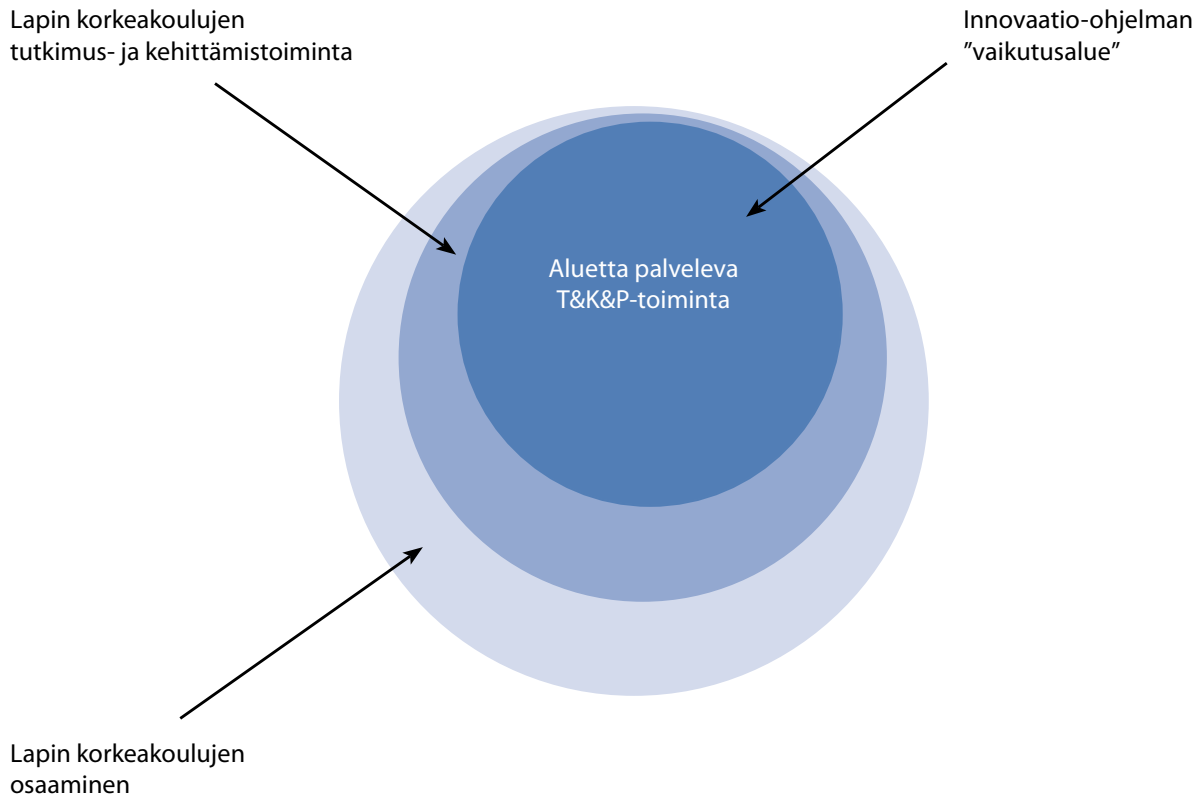 Lapin korkeakoulujen
tutkimus- ja kehittämistoiminta
Innovaatio-ohjelman
”vaikutusalue”
Aluetta palveleva
T&K&P-toiminta
Lapin korkeakoulujen
osaaminen